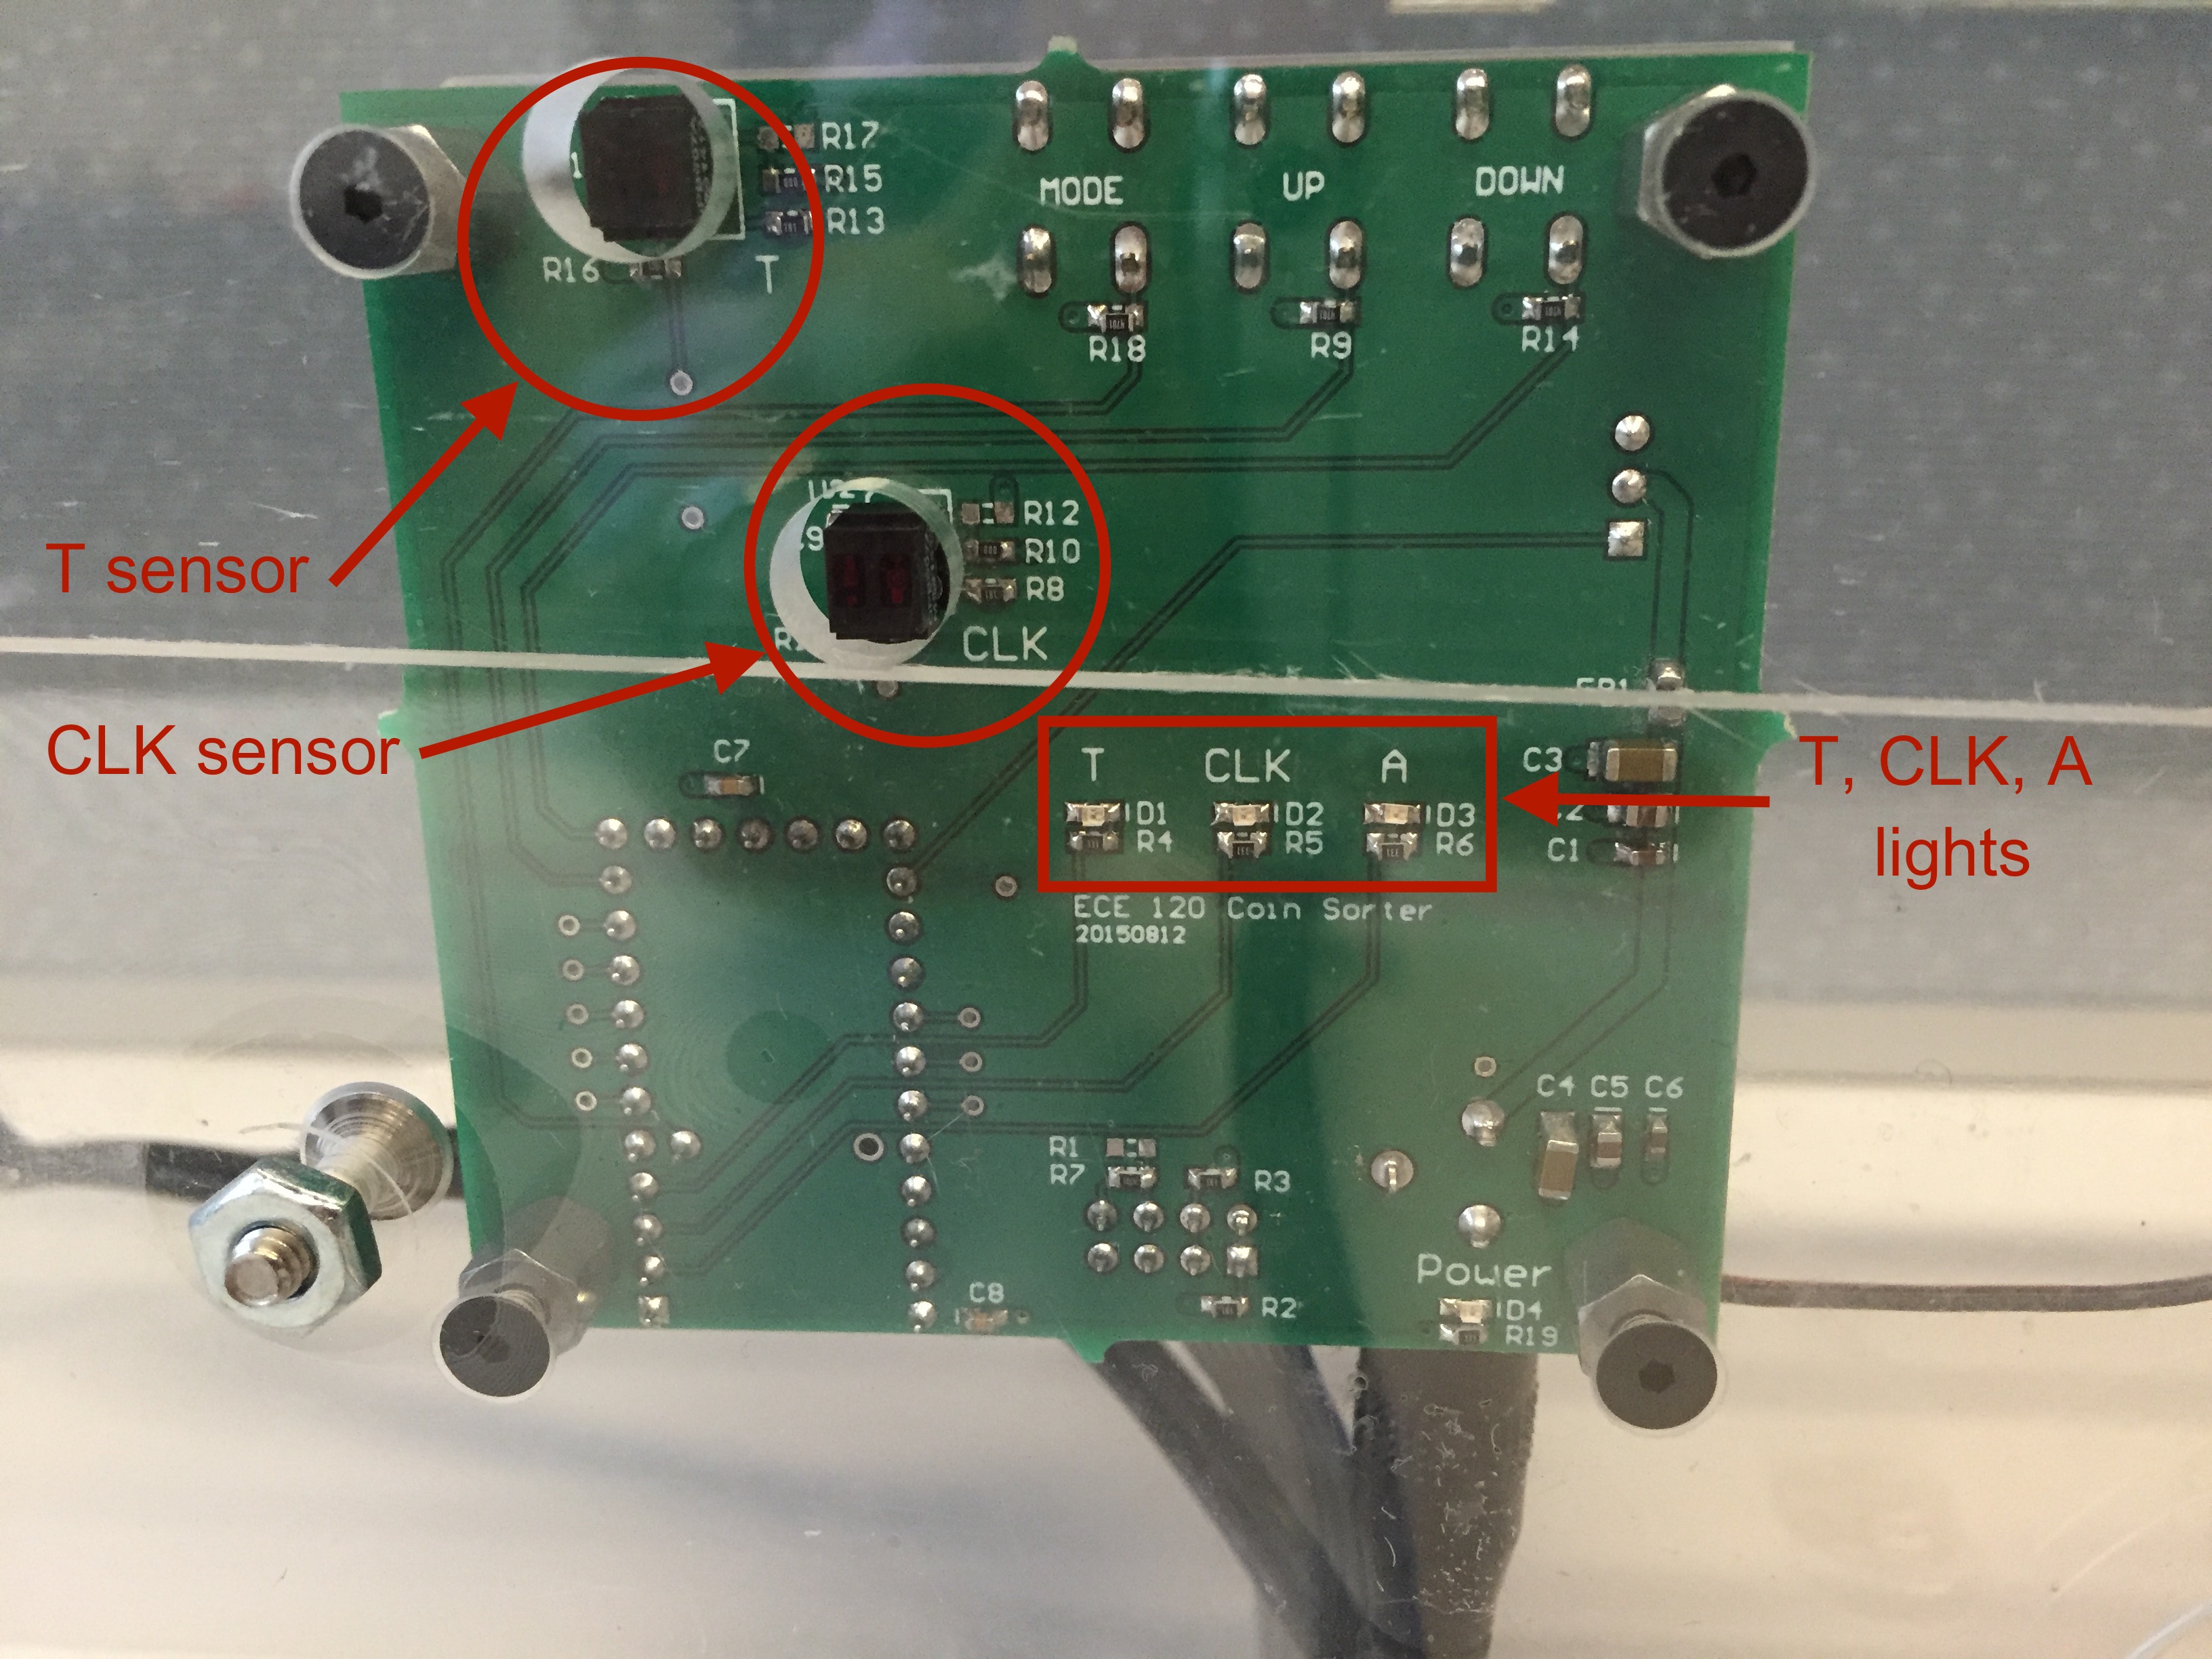 R17
R15
R13
R16
T
MODE
UP
DOWN
R18
R9
R14
T sensor
R12
R10
R8
CLK
CLK sensor
C7
T CLK A
D1 D2 D3
R4 R5 R6
C3
C1
T, CLK, A
lights
ECE 120 Coin Sorter
20150812
C4 C5 C6
R1
R7
R3
Power
C8
R2
D4
R19